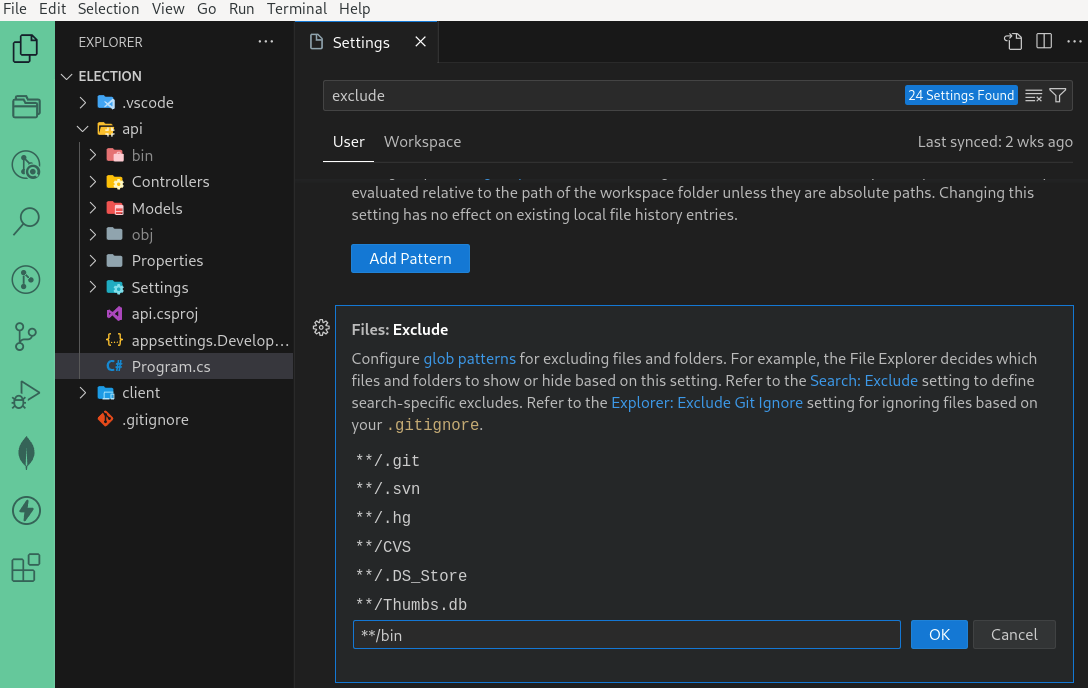 File Edit Selection View Go Run Terminal Help
EXPLORER
Settings
ELECTION
.vscode
api
bin
Controllers
Models
obj
Properties
Settings
api.csproj
{..} appsettings.Develop...
C# Program.cs
client
.gitignore
exclude
24 Settings Found
User Workspace
Last synced: 2 wks ago
evaluated relative to the path of the workspace folder unless they are absolute paths. Changing this
setting has no effect on existing local file history entries.
Add Pattern
Files: Exclude
Configure glob patterns for excluding files and folders. For example, the File Explorer decides which
files and folders to show or hide based on this setting. Refer to the Search: Exclude setting to define
search-specific excludes. Refer to the Explorer: Exclude Git Ignore setting for ignoring files based on
your .gitignore.
**/.git
**/.svn
**/.hg
**/CVS
**/.DS_Store
**/Thumbs.db
**/bin
OK Cancel